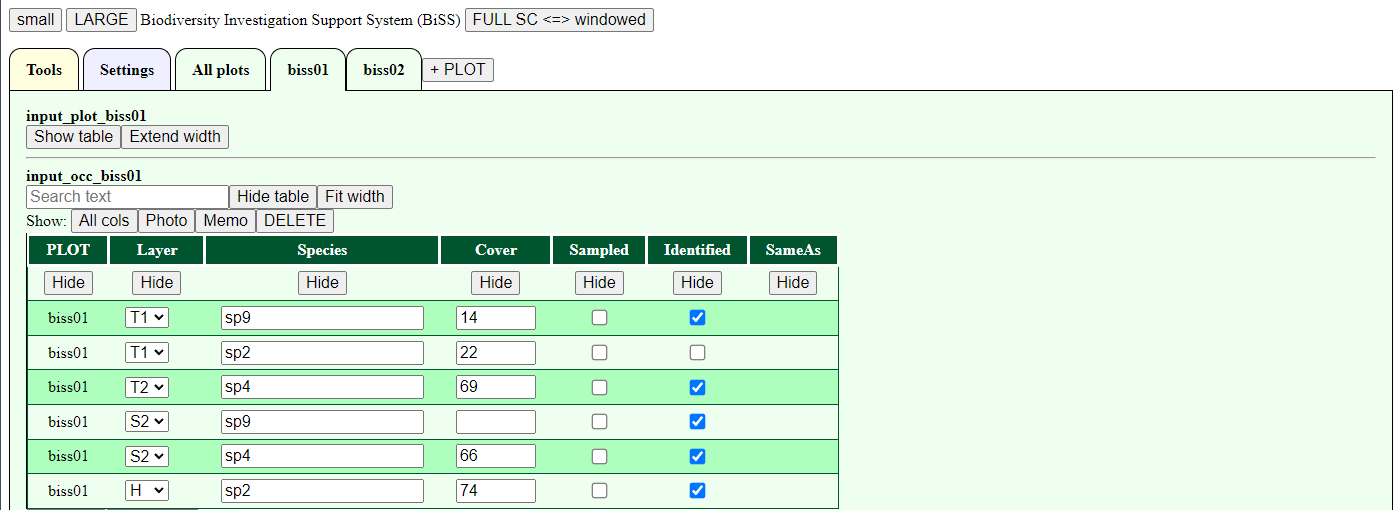 small LARGE Biodiversity Investigation Support System (BiSS) FULL SC <=> windowed
Tools Settings All plots biss01 biss02 + PLOT
input_plot_biss01
Show table Extend width
input_occ_biss01
Search text Hide table Fit width
Show: All cols Photo Memo DELETE
PLOT Layer Species Cover Sampled Identified SameAs
Hide Hide Hide Hide Hide Hide Hide
biss01 T1 sp9 14
biss01 T1 sp2 22
biss01 T2 sp4 69
biss01 S2 sp9
biss01 S2 sp4 66
biss01 H sp2 74